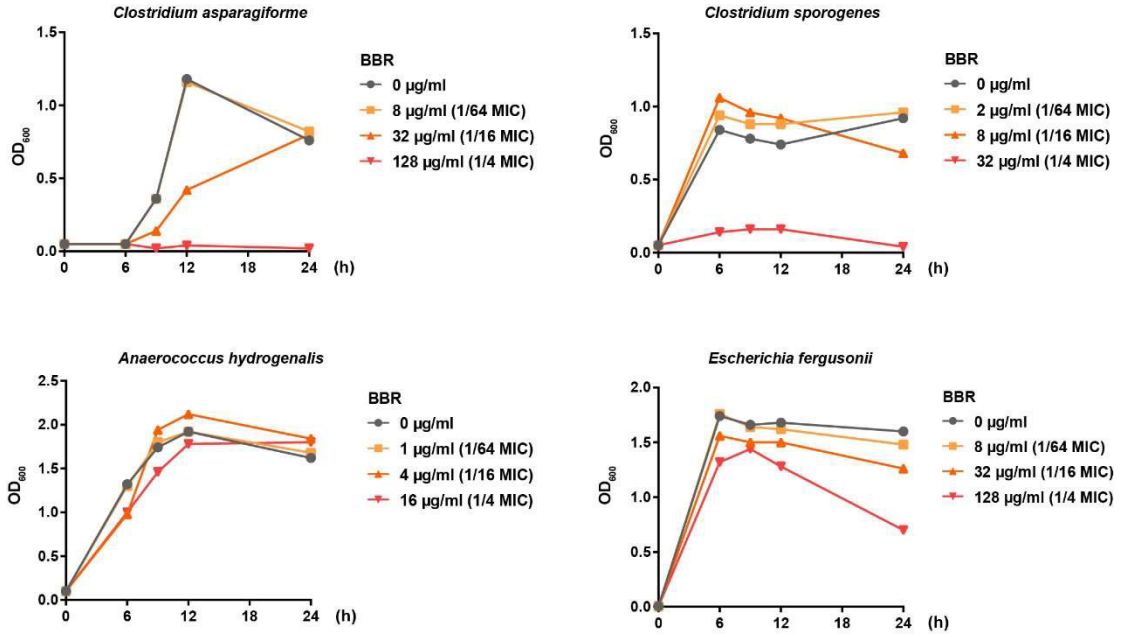 Clostridium asparagiforme
1.5
1.0
0.5
0.0
OD600
0
6
12
18
24
(h)
BBR
0 µg/ml
8 µg/ml (1/64 MIC)
32 µg/ml (1/16 MIC)
128 µg/ml (1/4 MIC)
Clostridium sporogenes
1.5
1.0
0.5
0.0
OD600
0
6
12
18
24
(h)
BBR
0 µg/ml
2 µg/ml (1/64 MIC)
8 µg/ml (1/16 MIC)
32 µg/ml (1/4 MIC)
Anaerococcus hydrogenalis
2.5
2.0
1.5
1.0
0.5
0.0
OD600
0
6
12
18
24
(h)
BBR
0 µg/ml
1 µg/ml (1/64 MIC)
4 µg/ml (1/16 MIC)
16 µg/ml (1/4 MIC)
Escherichia fergusonii
2.0
1.5
1.0
0.5
0.0
OD600
0
6
12
18
24
(h)
BBR
0 µg/ml
8 µg/ml (1/64 MIC)
32 µg/ml (1/16 MIC)
128 µg/ml (1/4 MIC)